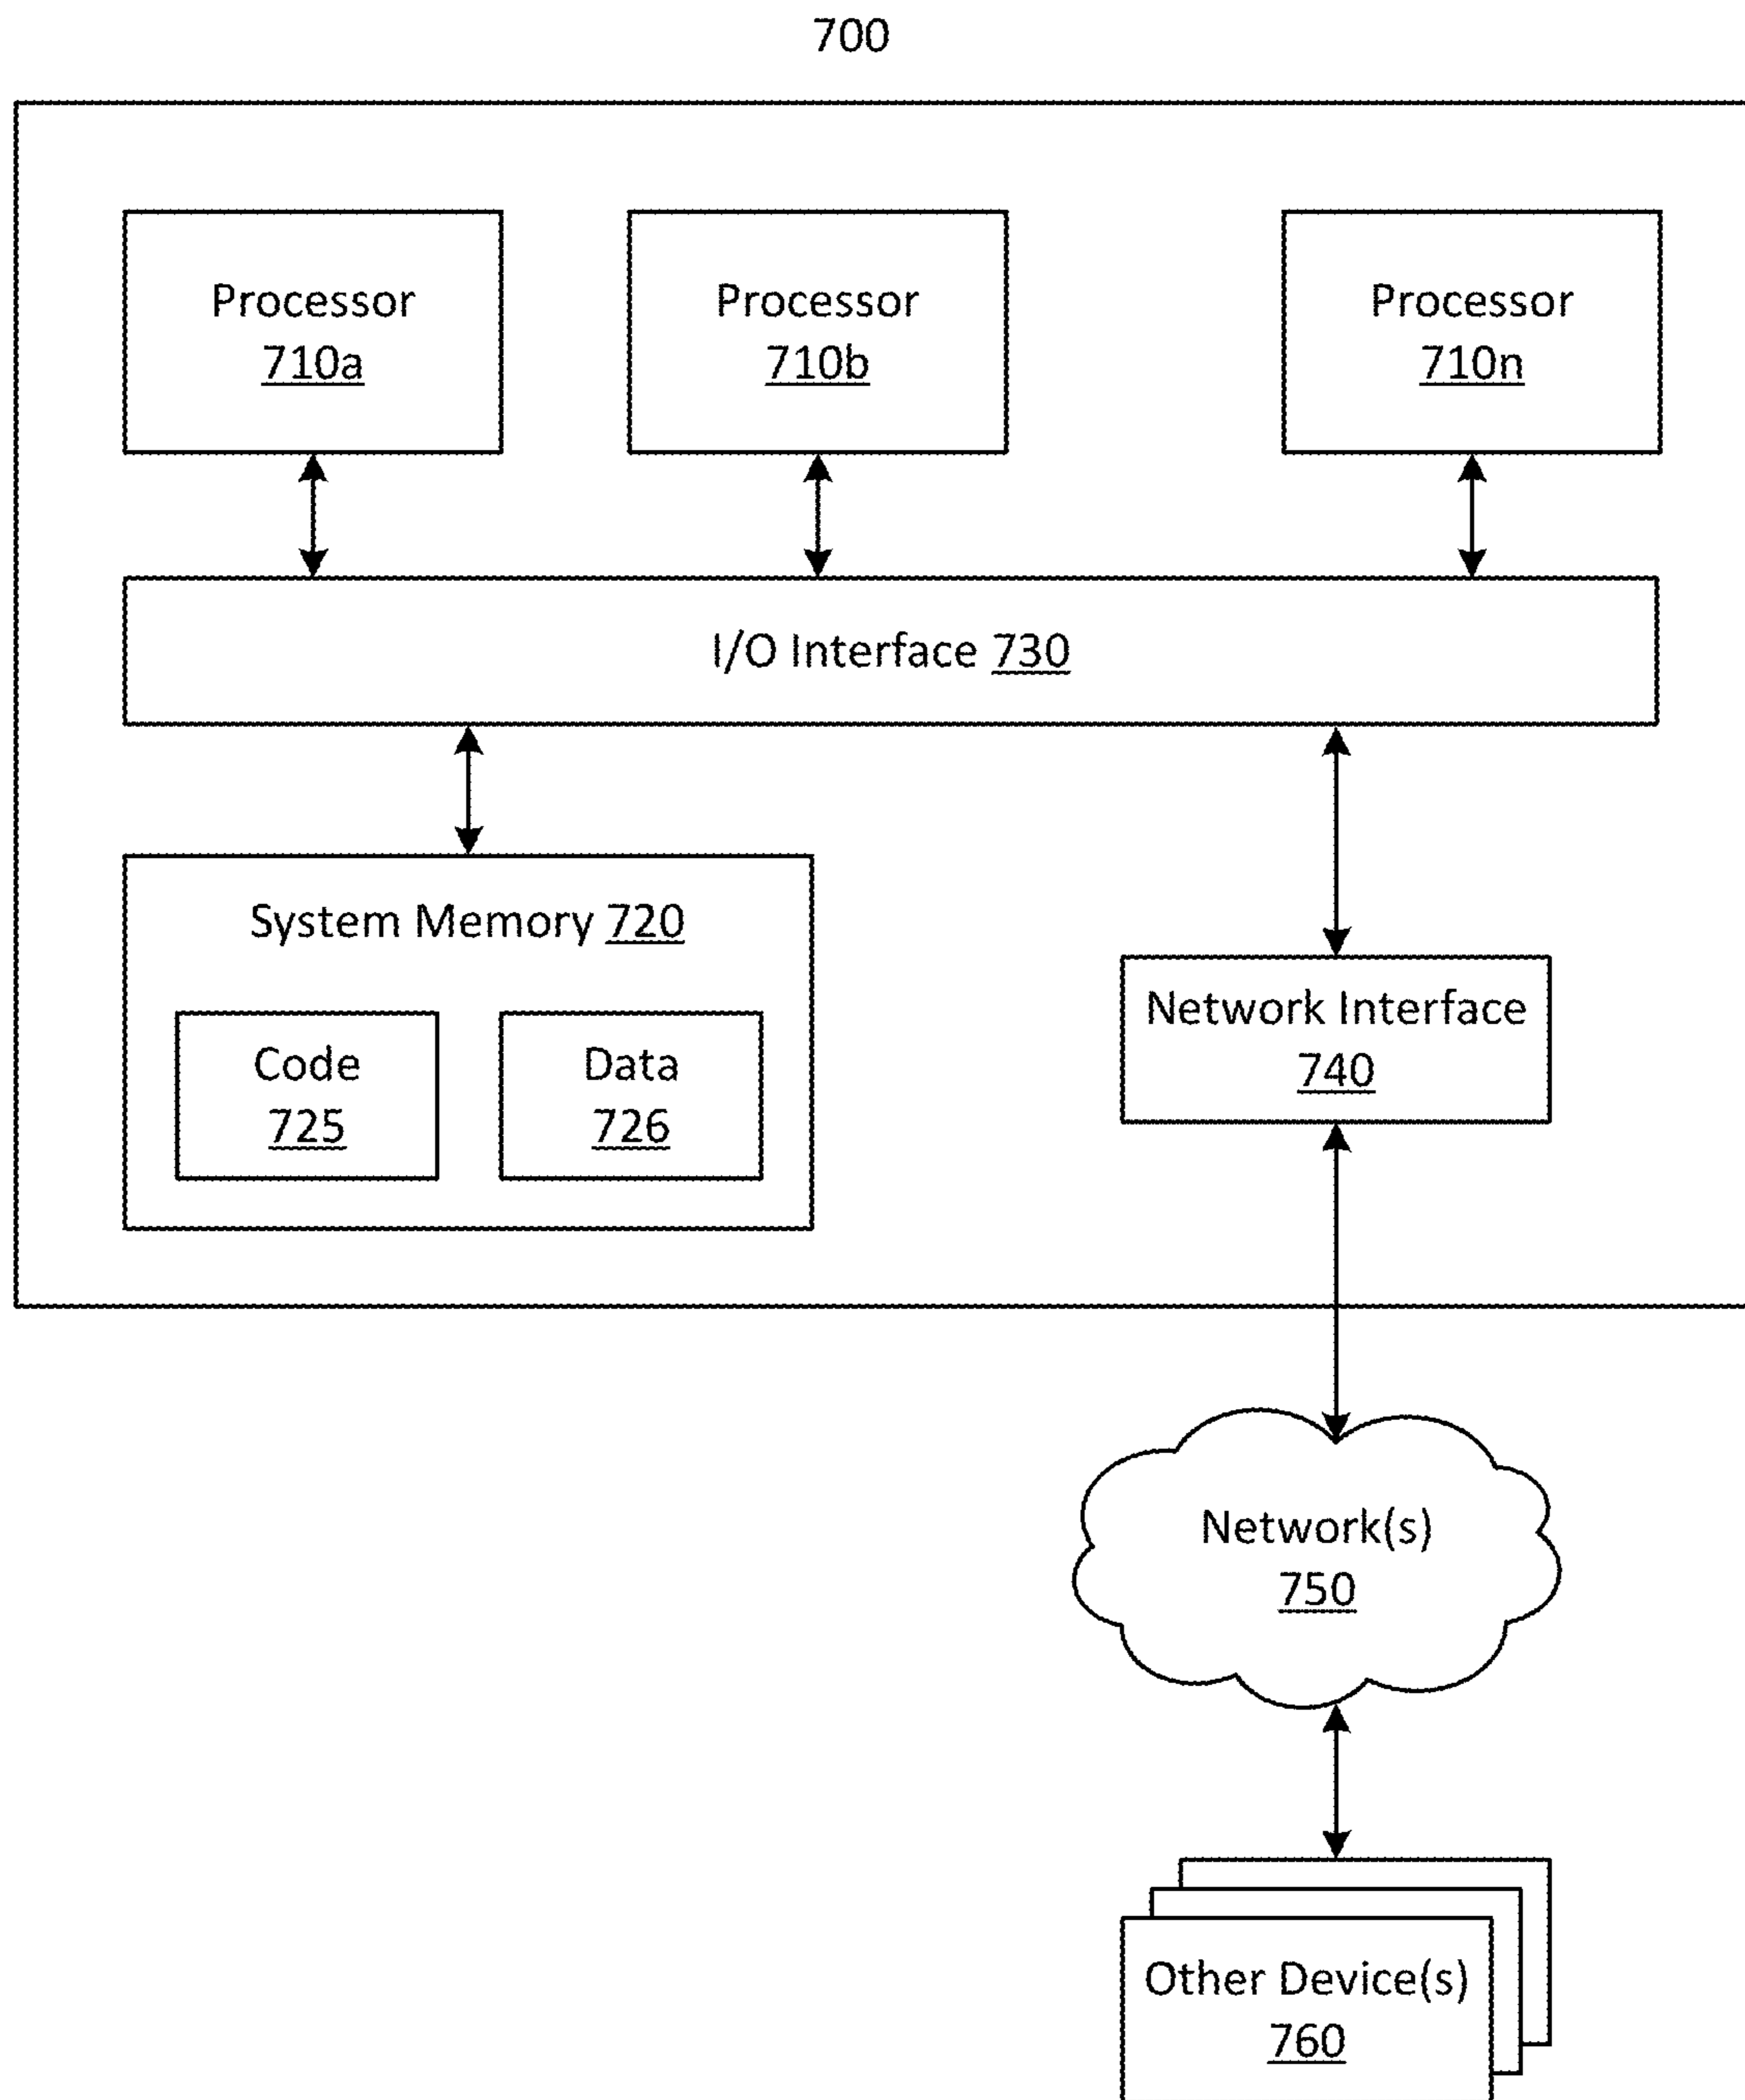 700
Processor
710a
Processor
710b
Processor
710n
I/O Interface 730
System Memory 720
Code
725
Data
726
Network Interface
740
Network(s)
750
Other Device(s)
760